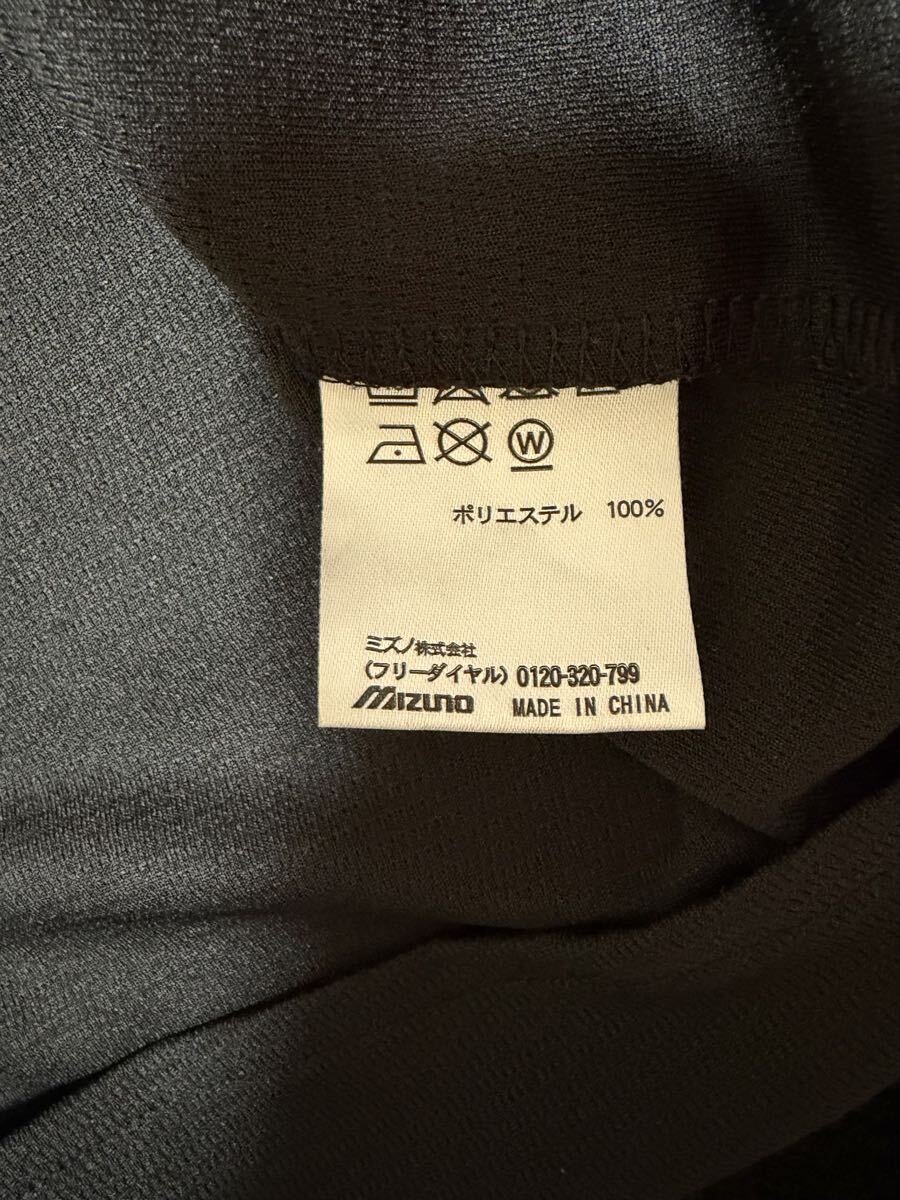 W
ポリエステル 100%
ミズノ株式会社
(フリーダイヤル) 0120-320-799
MIZUNO MADE IN CHINA